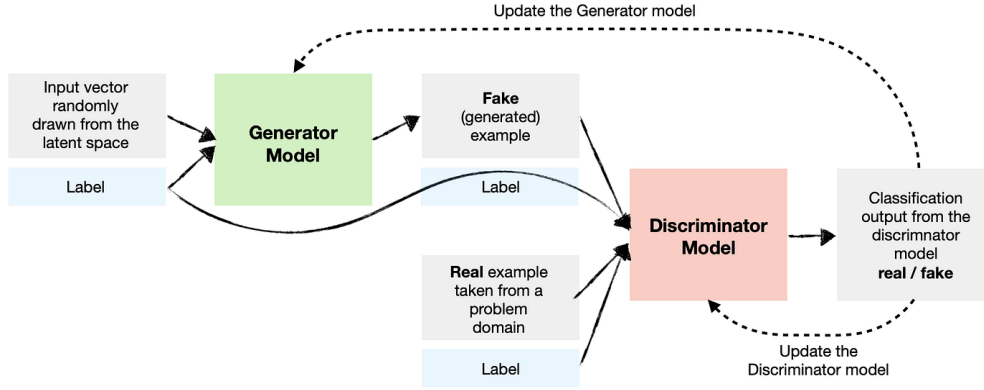 Update the Generator model
Input vector
randomly
drawn from the
latent space
Label
Generator
Model
Fake
(generated)
example
Label
Real example
taken from a
problem
domain
Label
Discriminator
Model
Classification
output from the
discrimnator
model
real / fake
Update the
Discriminator model